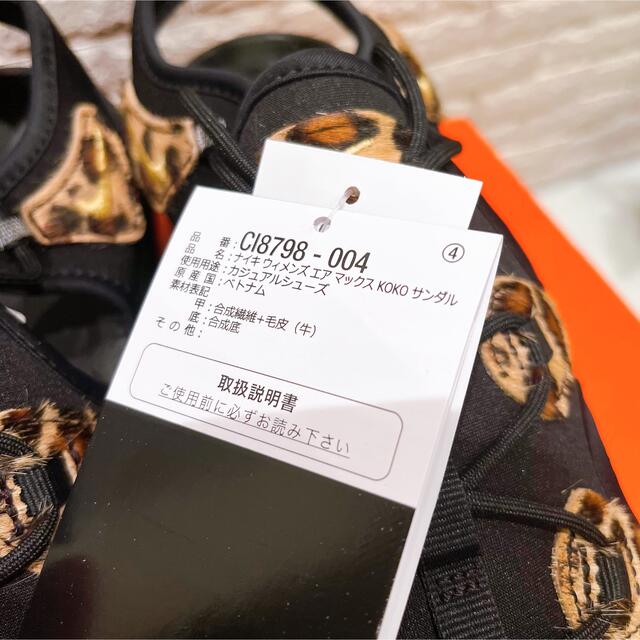 ④
品　番：CI8798 - 004
品　名：ナイキ ウィメンズ エア マックス KOKO サンダル
使用用途：カジュアルシューズ
原 産 国：ベトナム
素材表記：
甲：合成繊維＋毛皮（牛）
底：合成底
その他：
取扱説明書
ご使用前に必ずお読み下さい